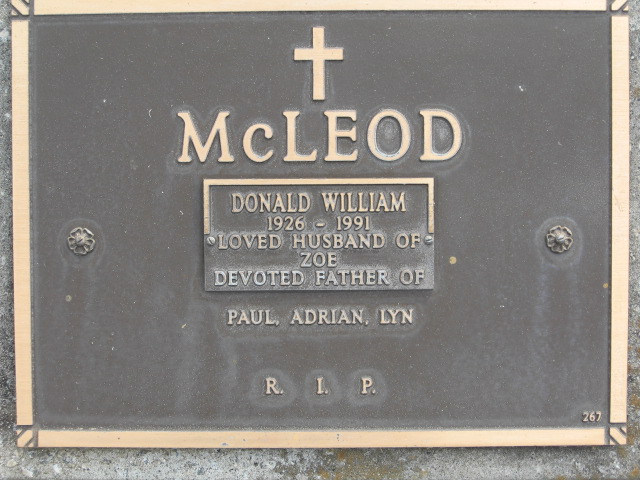 McLEOD
DONALD WILLIAM
1926 - 1991
LOVED HUSBAND OF
ZOE
DEVOTED FATHER OF
PAUL, ADRIAN, LYN
R. I. P.
267